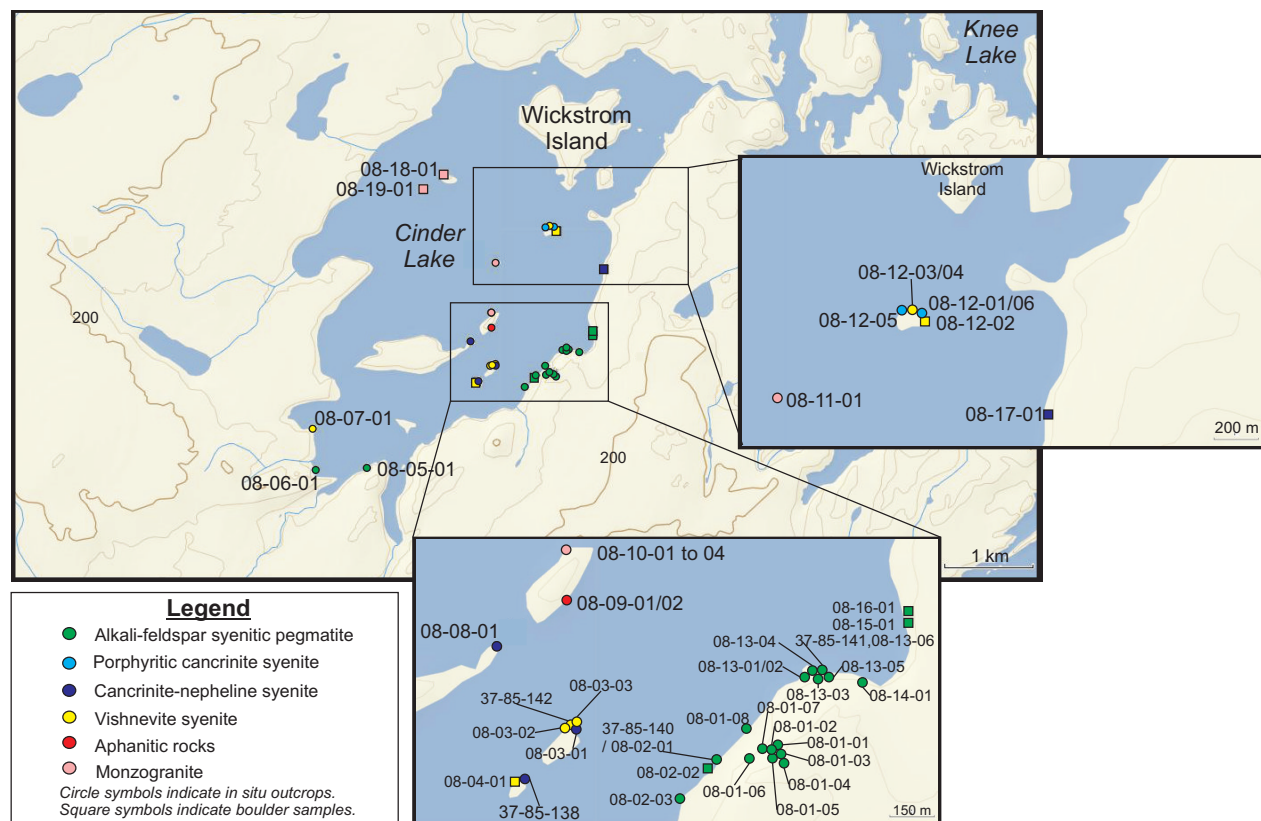 Knee
Lake
Wickstrom
Island
08-18-01
08-19-01
Cinder
Lake
200
08-07-01
08-06-01
08-05-01
200
1 km
Wickstrom
Island
08-12-03/04
08-12-01/06
08-12-05
08-12-02
08-11-01
08-17-01
200 m
08-10-01 to 04
08-09-01/02
08-08-01
08-16-01
08-15-01
08-13-04
37-85-141,08-13-06
08-13-01/02
08-13-05
08-13-03
08-14-01
08-03-03
37-85-142
08-03-02
08-03-01
37-85-140
/ 08-02-01
08-01-08
08-01-07
08-01-02
08-01-01
08-01-03
08-01-04
08-01-05
08-01-06
08-02-02
08-02-03
08-04-01
37-85-138
150 m
Legend
Alkali-feldspar syenitic pegmatite
Porphyritic cancrinite syenite
Cancrinite-nepheline syenite
Vishnevite syenite
Aphanitic rocks
Monzogranite
Circle symbols indicate in situ outcrops.
Square symbols indicate boulder samples.